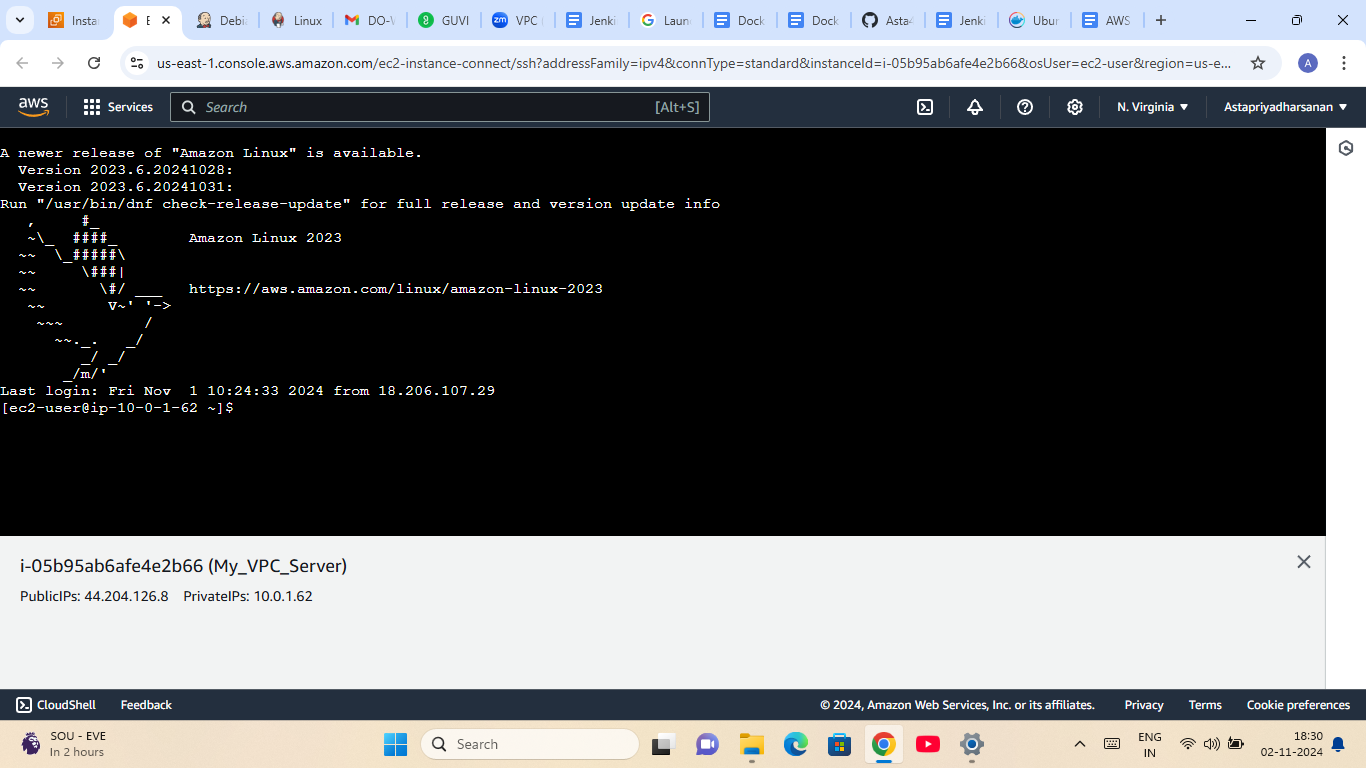 Insta
E
Debia
Linux
M DO-V
GUVI
zm VPC
Jenki
Laun
Dock
Dock
Asta4
Jenki
Ubun
AWS
us-east-1.console.aws.amazon.com/ec2-instance-connect/ssh?addressFamily=ipv4&connType=standard&instanceId=i-05b95ab6afe4e2b66&osUser=ec2-user&region=us-e...
A
aws
Services
Search
[Alt+S]
N. Virginia
Astapriyadharsanan
A newer release of "Amazon Linux" is available.
  Version 2023.6.20241028:
  Version 2023.6.20241031:
Run "/usr/bin/dnf check-release-update" for full release and version update info
   ,     #_
   ~\_  ####_        Amazon Linux 2023
  ~~  \_#####\
  ~~     \###|
  ~~       \#/ ___   https://aws.amazon.com/linux/amazon-linux-2023
   ~~       V~' '->
    ~~~         /
      ~~._.   _/
         _/ _/
       _/m/'
Last login: Fri Nov  1 10:24:33 2024 from 18.206.107.29
[ec2-user@ip-10-0-1-62 ~]$
i-05b95ab6afe4e2b66 (My_VPC_Server)
PublicIPs: 44.204.126.8 PrivateIPs: 10.0.1.62
CloudShell Feedback
© 2024, Amazon Web Services, Inc. or its affiliates. Privacy Terms Cookie preferences
SOU - EVE
In 2 hours
Search
ENG
IN
18:30
02-11-2024